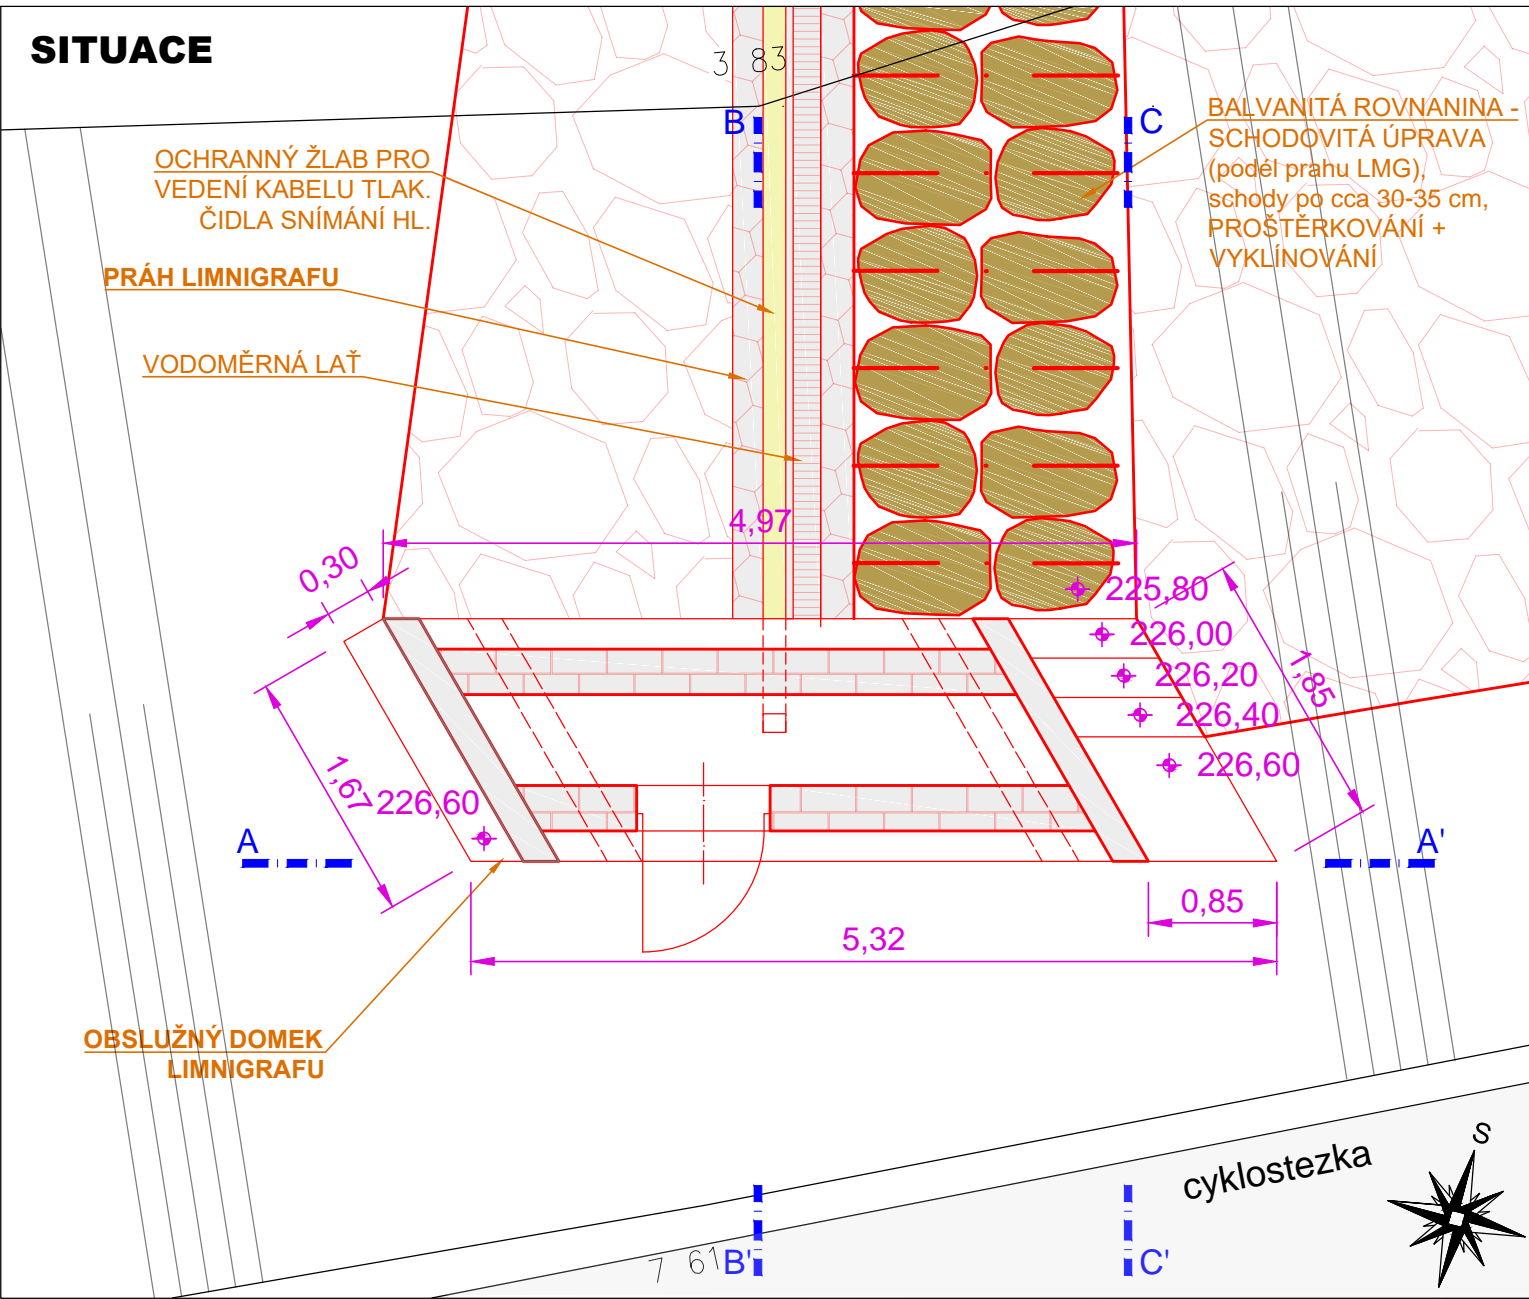 SITUACE
3 83
B
C
BALVANITÁ ROVNANINA -
SCHODOVITÁ ÚPRAVA
(podél prahu LMG),
schody po cca 30-35 cm,
PROŠTĚRKOVÁNÍ +
VYKLÍNOVÁNÍ
OCHRANNÝ ŽLAB PRO
VEDENÍ KABELU TLAK.
ČIDLA SNÍMÁNÍ HL.
PRÁH LIMNIGRAFU
VODOMĚRNÁ LAŤ
4,97
0,30
225,80
226,00
226,20
226,40
226,60
1,85
1,67
226,60
A
A'
0,85
5,32
OBSLUŽNÝ DOMEK
LIMNIGRAFU
cyklostezka
S
7 61
B'
C'